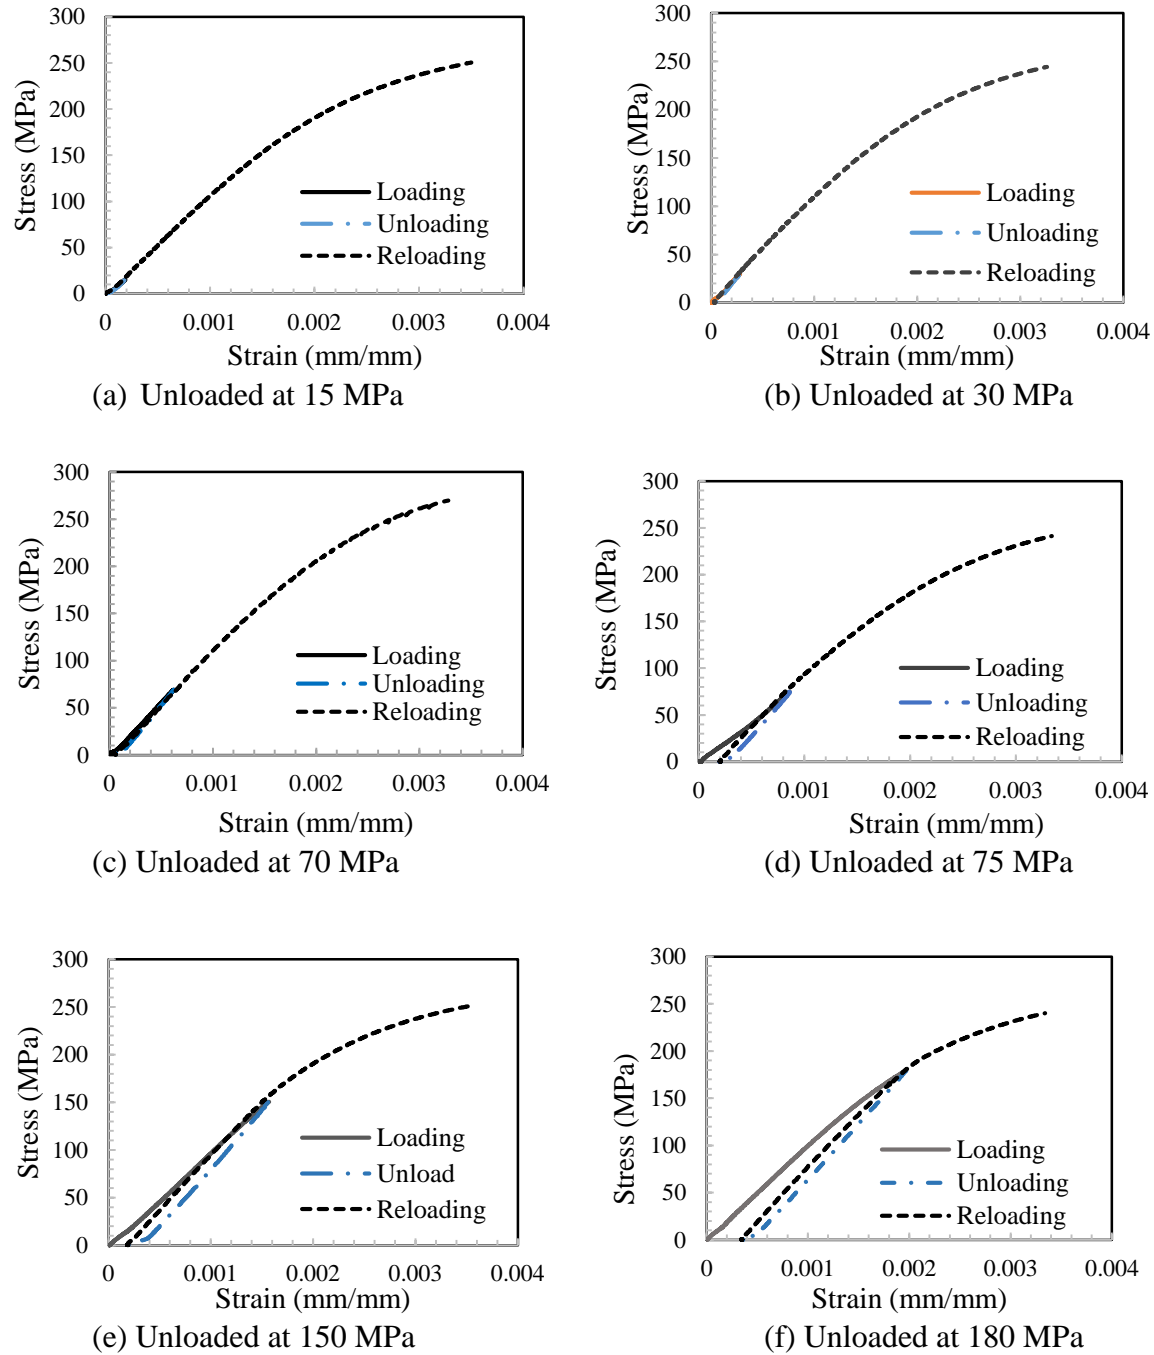 300
250
200
150
100
50
0
Stress (MPa)
Loading
Unloading
Reloading
0 0.001 0.002 0.003 0.004
Strain (mm/mm)
(a) Unloaded at 15 MPa
300
250
200
150
100
50
0
Stress (MPa)
Loading
Unloading
Reloading
0 0.001 0.002 0.003 0.004
Strain (mm/mm)
(b) Unloaded at 30 MPa
300
250
200
150
100
50
0
Stress (MPa)
Loading
Unloading
Reloading
0 0.001 0.002 0.003 0.004
Strain (mm/mm)
(c) Unloaded at 70 MPa
300
250
200
150
100
50
0
Stress (MPa)
Loading
Unloading
Reloading
0 0.001 0.002 0.003 0.004
Strain (mm/mm)
(d) Unloaded at 75 MPa
300
250
200
150
100
50
0
Stress (MPa)
Loading
Unload
Reloading
0 0.001 0.002 0.003 0.004
Strain (mm/mm)
(e) Unloaded at 150 MPa
300
250
200
150
100
50
0
Stress (MPa)
Loading
Unloading
Reloading
0 0.001 0.002 0.003 0.004
Strain (mm/mm)
(f) Unloaded at 180 MPa